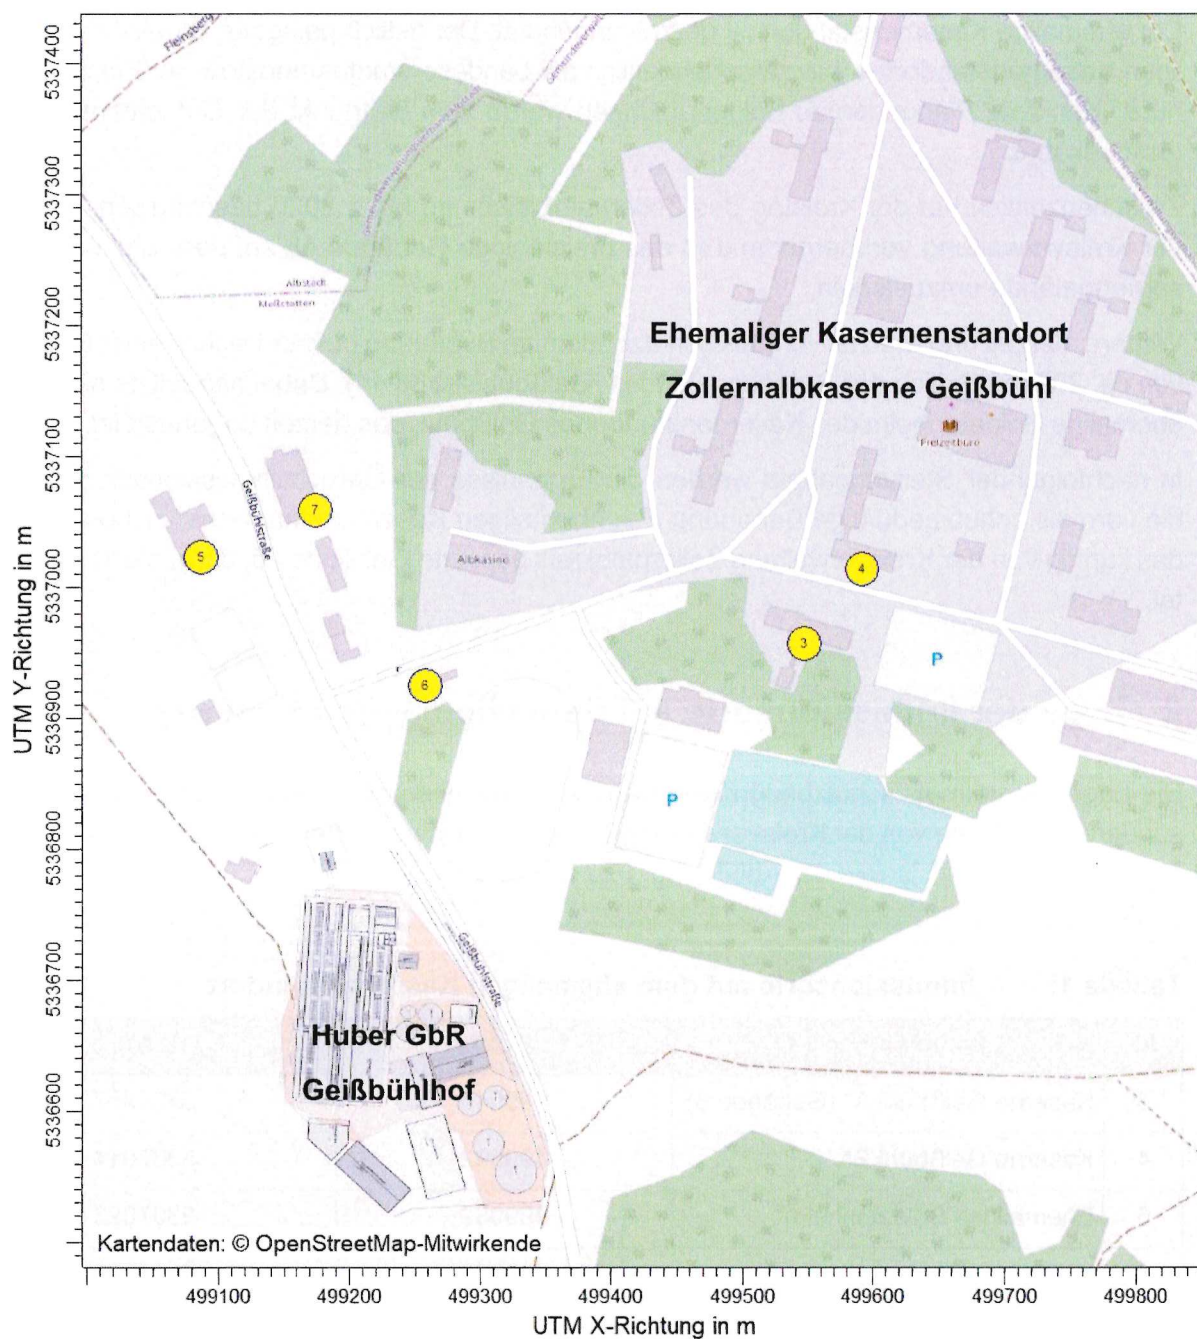 Fleinsberg
Albstadt
Meßstetten
Ehemaliger Kasernenstandort
Zollernalbkaserne Geißbühl
Freizeitbüro
Geißbühlstraße
Albkasino
7
5
4
3
6
P
P
Geißbühlstraße
Huber GbR
Geißbühlhof
Kartendaten: © OpenStreetMap-Mitwirkende
UTM Y-Richtung in m
5337400
5337300
5337200
5337100
5337000
5336900
5336800
5336700
5336600
499100
499200
499300
499400
499500
499600
499700
499800
UTM X-Richtung in m